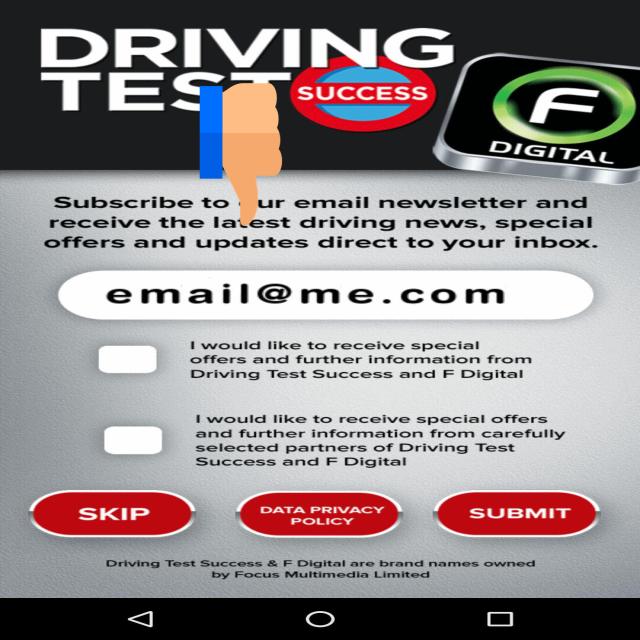 DRIVING
TEST
SUCCESS
F
DIGITAL
Subscribe to our email newsletter and
receive the latest driving news, special
offers and updates direct to your inbox.
email@me.com
I would like to receive special
offers and further information from
Driving Test Success and F Digital
I would like to receive special offers
and further information from carefully
selected partners of Driving Test
Success and F Digital
SKIP
DATA PRIVACY
POLICY
SUBMIT
Driving Test Success & F Digital are brand names owned
by Focus Multimedia Limited